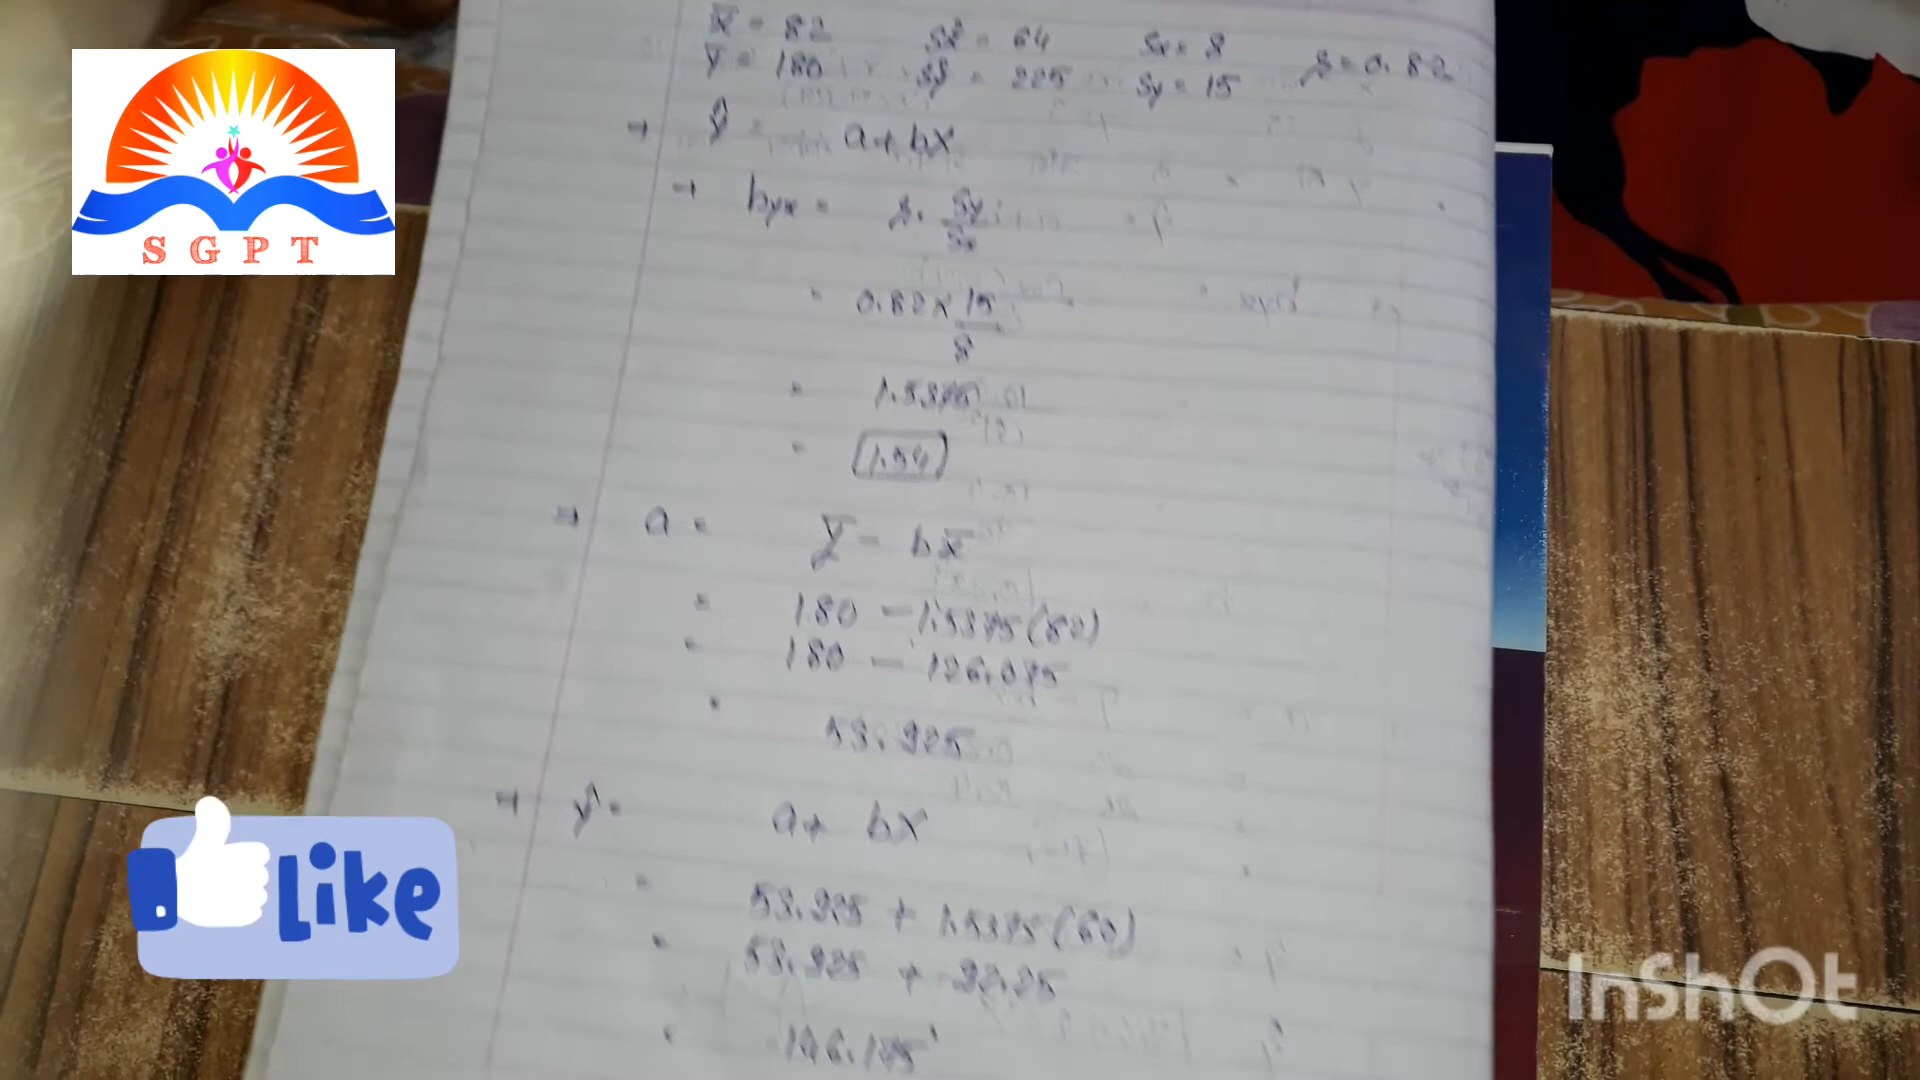 x̄ = 82 Sx² = 64 Sx = 8 r = 0.82
ȳ = 180 Sy² = 225 Sy = 15
→ ŷ = a + bx
→ byx = r. Sy
Sx
= 0.82 × 15
8
= 1.5375
= 1.54
→ a = ȳ - bx̄
= 180 - 1.5375(82)
= 180 - 126.075
= 53.925
→ ŷ = a + bx
= 53.925 + 1.5375(60)
= 53.925 + 92.25
= 146.175
SGPT
Like
InShOt